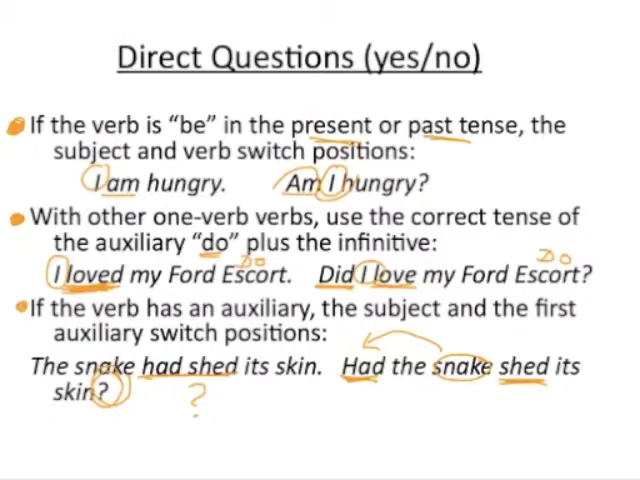 Direct Questions (yes/no)
If the verb is “be” in the present or past tense, the
subject and verb switch positions:
I am hungry. Am I hungry?
With other one-verb verbs, use the correct tense of
the auxiliary “do” plus the infinitive:
DO DO
I loved my Ford Escort. Did I love my Ford Escort?
If the verb has an auxiliary, the subject and the first
auxiliary switch positions:
The snake had shed its skin. Had the snake shed its
skin?
?